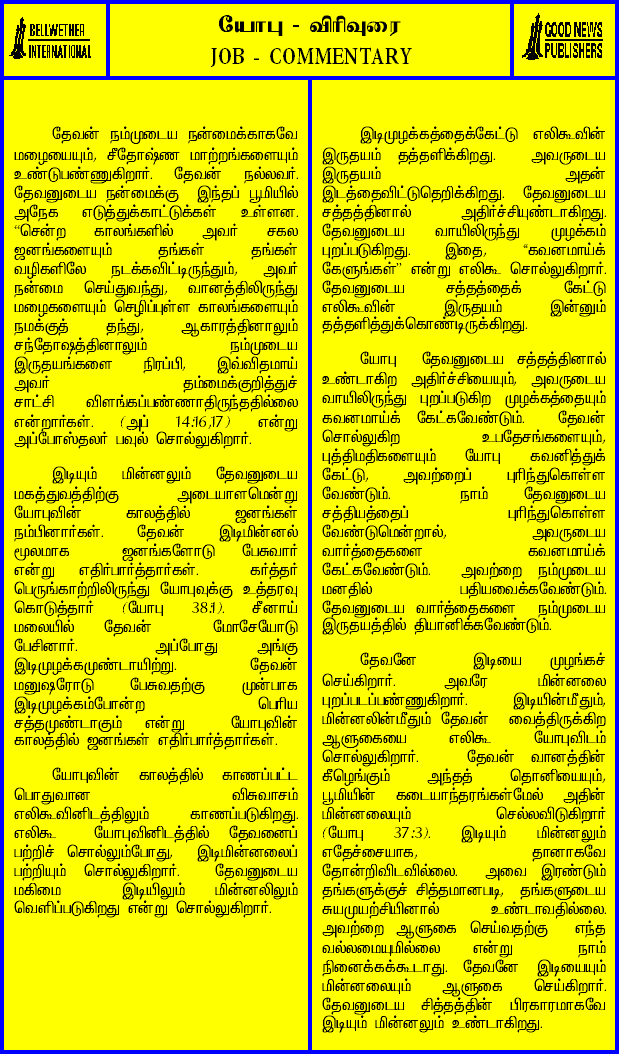 BELLWETHER
INTERNATIONAL
யோபு - விரிவுரை
JOB - COMMENTARY
GOOD NEWS
PUBLISHERS
தேவன் நம்முடைய நன்மைக்காகவே
மழையையும், சீதோஷ்ண மாற்றங்களையும்
உண்டுபண்ணுகிறார். தேவன் நல்லவர்.
தேவனுடைய நன்மைக்கு இந்தப் பூமியில்
அநேக எடுத்துக்காட்டுக்கள் உள்ளன.
“சென்ற காலங்களில் அவர் சகல
ஜனங்களையும் தங்கள் தங்கள்
வழிகளிலே நடக்கவிட்டிருந்தும், அவர்
நன்மை செய்துவந்து, வானத்திலிருந்து
மழைகளையும் செழிப்புள்ள காலங்களையும்
நமக்குத் தந்து, ஆகாரத்தினாலும்
சந்தோஷத்தினாலும் நம்முடைய
இருதயங்களை நிரப்பி, இவ்விதமாய்
அவர் தம்மைக்குறித்துச்
சாட்சி விளங்கப்பண்ணாதிருந்ததில்லை
என்றார்கள். (அப் 14:16,17) என்று
அப்போஸ்தலர் பவுல் சொல்லுகிறார்.
இடியும் மின்னலும் தேவனுடைய
மகத்துவத்திற்கு அடையாளமென்று
யோபுவின் காலத்தில் ஜனங்கள்
நம்பினார்கள். தேவன் இடிமின்னல்
மூலமாக ஜனங்களோடு பேசுவார்
என்று எதிர்பார்த்தார்கள். கர்த்தர்
பெருங்காற்றிலிருந்து யோபுவுக்கு உத்தரவு
கொடுத்தார் (யோபு 38:1). சீனாய்
மலையில் தேவன் மோசேயோடு
பேசினார். அப்போது அங்கு
இடிமுழக்கமுண்டாயிற்று. தேவன்
மனுஷரோடு பேசுவதற்கு முன்பாக
இடிமுழக்கம்போன்ற பெரிய
சத்தமுண்டாகும் என்று யோபுவின்
காலத்தில் ஜனங்கள் எதிர்பார்த்தார்கள்.
யோபுவின் காலத்தில் காணப்பட்ட
பொதுவான விசுவாசம்
எலிகூவினிடத்திலும் காணப்படுகிறது.
எலிகூ யோபுவினிடத்தில் தேவனைப்
பற்றிச் சொல்லும்போது, இடிமின்னலைப்
பற்றியும் சொல்லுகிறார். தேவனுடைய
மகிமை இடியிலும் மின்னலிலும்
வெளிப்படுகிறது என்று சொல்லுகிறார்.
இடிமுழக்கத்தைக்கேட்டு எலிகூவின்
இருதயம் தத்தளிக்கிறது. அவருடைய
இருதயம் அதன்
இடத்தைவிட்டுதெறிக்கிறது. தேவனுடைய
சத்தத்தினால் அதிர்ச்சியுண்டாகிறது.
தேவனுடைய வாயிலிருந்து முழக்கம்
புறப்படுகிறது. இதை, “கவனமாய்க்
கேளுங்கள்” என்று எலிகூ சொல்லுகிறார்.
தேவனுடைய சத்தத்தைக் கேட்டு
எலிகூவின் இருதயம் இன்னும்
தத்தளித்துக்கொண்டிருக்கிறது.
யோபு தேவனுடைய சத்தத்தினால்
உண்டாகிற அதிர்ச்சியையும், அவருடைய
வாயிலிருந்து புறப்படுகிற முழக்கத்தையும்
கவனமாய்க் கேட்கவேண்டும். தேவன்
சொல்லுகிற உபதேசங்களையும்,
புத்திமதிகளையும் யோபு கவனித்துக்
கேட்டு, அவற்றைப் புரிந்துகொள்ள
வேண்டும். நாம் தேவனுடைய
சத்தியத்தைப் புரிந்துகொள்ள
வேண்டுமென்றால், அவருடைய
வார்த்தைகளை கவனமாய்க்
கேட்கவேண்டும். அவற்றை நம்முடைய
மனதில் பதியவைக்கவேண்டும்.
தேவனுடைய வார்த்தைகளை நம்முடைய
இருதயத்தில் தியானிக்கவேண்டும்.
தேவனே இடியை முழங்கச்
செய்கிறார். அவரே மின்னலை
புறப்படப்பண்ணுகிறார். இடியின்மீதும்,
மின்னலின்மீதும் தேவன் வைத்திருக்கிற
ஆளுகையை எலிகூ யோபுவிடம்
சொல்லுகிறார். தேவன் வானத்தின்
கீழெங்கும் அந்தத் தொனியையும்,
பூமியின் கடையாந்தரங்கள்மேல் அதின்
மின்னலையும் செல்லவிடுகிறார்
(யோபு 37:3). இடியும் மின்னலும்
எதேச்சையாக, தானாகவே
தோன்றிவிடவில்லை. அவை இரண்டும்
தங்களுக்குச் சித்தமானபடி, தங்களுடைய
சுயமுயற்சியினால் உண்டாவதில்லை.
அவற்றை ஆளுகை செய்வதற்கு எந்த
வல்லமையுமில்லை என்று நாம்
நினைக்கக்கூடாது. தேவனே இடியையும்
மின்னலையும் ஆளுகை செய்கிறார்.
தேவனுடைய சித்தத்தின் பிரகாரமாகவே
இடியும் மின்னலும் உண்டாகிறது.